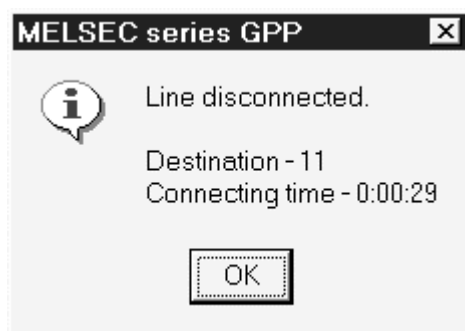 MELSEC series GPP
Line disconnected.
Destination - 11
Connecting time - 0:00:29
OK